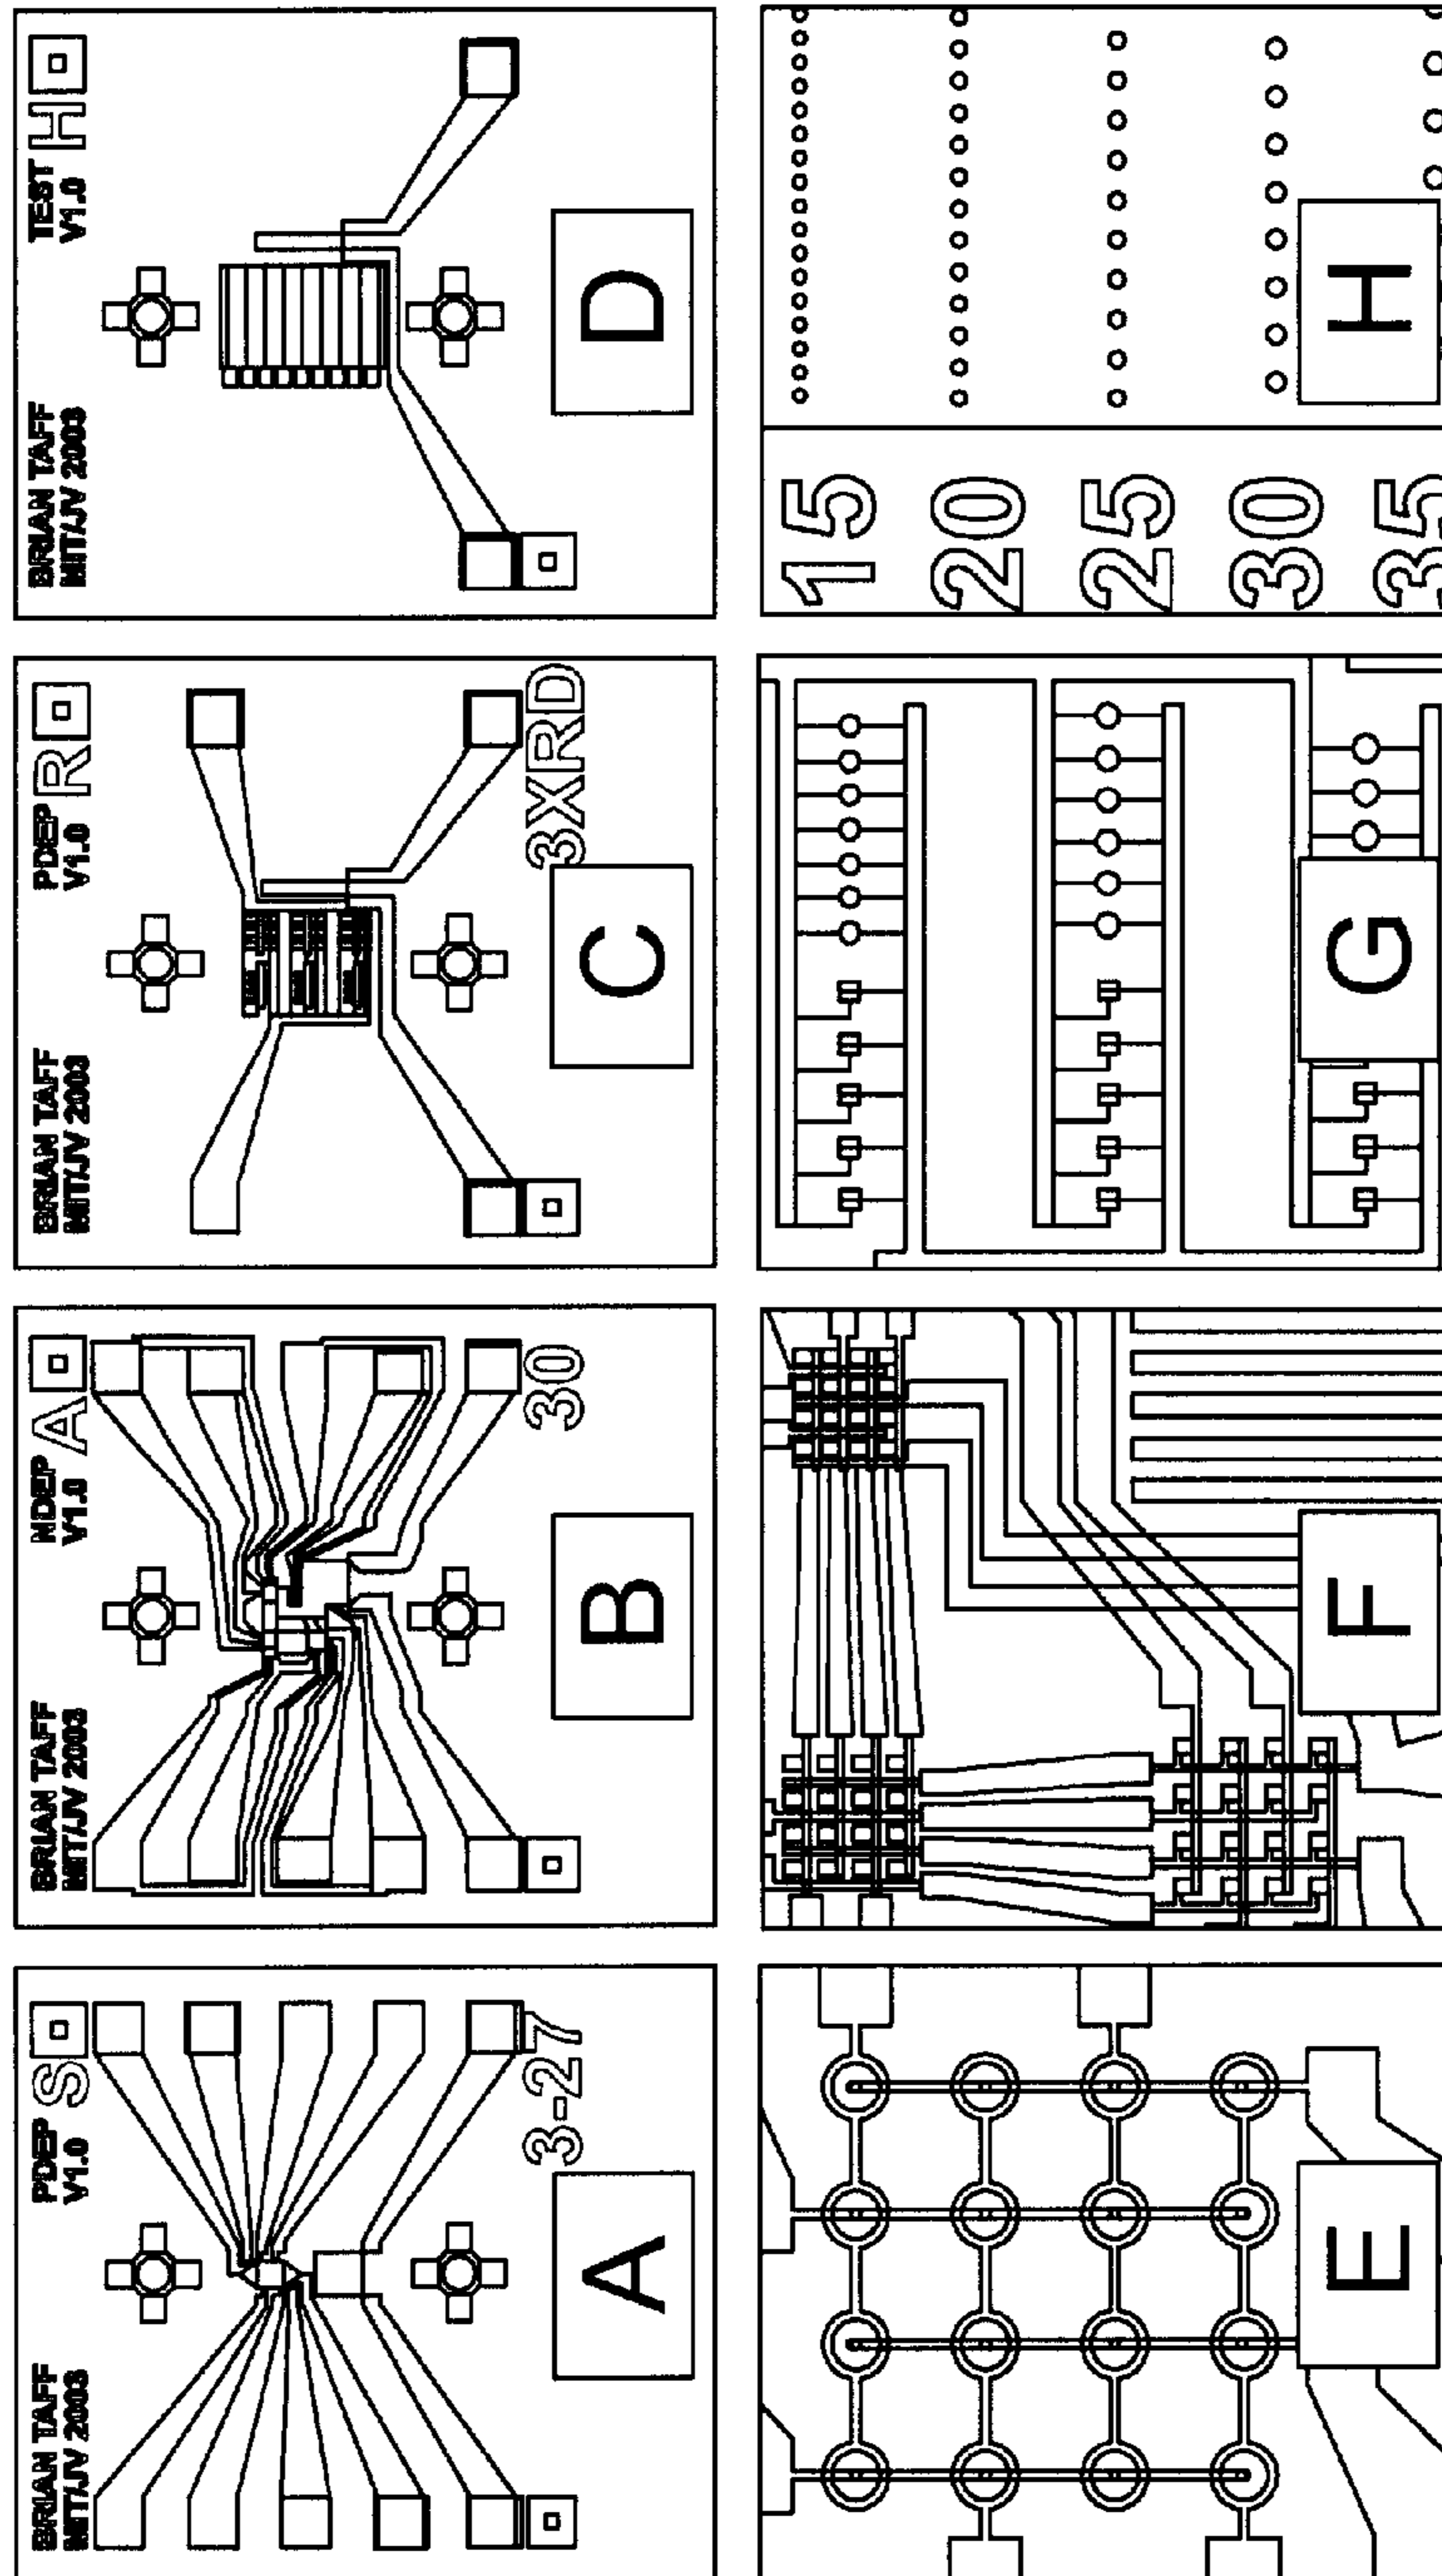 BRIAN TAFF
MIT/JV 2003
PDEP
V1.0
S
3-27
A
BRIAN TAFF
MIT/JV 2003
NDEP
V1.0
A
30
B
BRIAN TAFF
MIT/JV 2003
PDEP
V1.0
R
3XRD
C
BRIAN TAFF
MIT/JV 2003
TEST
V1.0
H
D
E
F
G
15
20
25
30
35
H